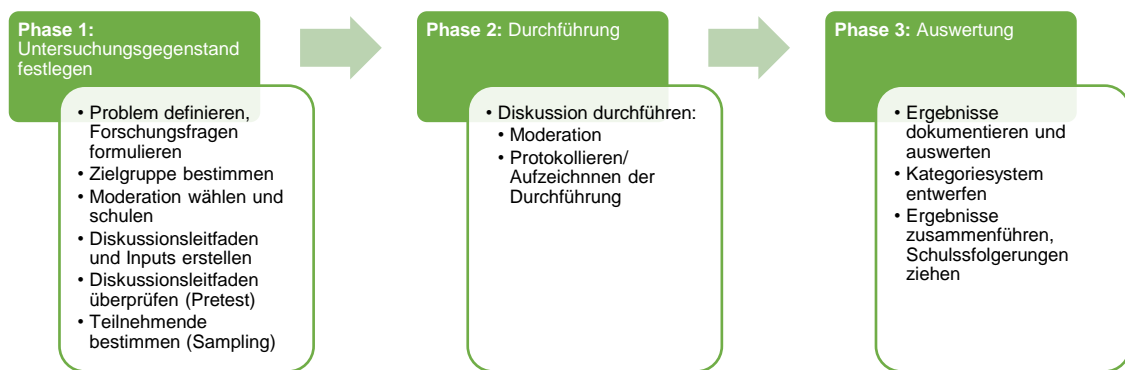 Phase 1:
Untersuchungsgegenstand
festlegen
• Problem definieren,
Forschungsfragen
formulieren
• Zielgruppe bestimmen
• Moderation wählen und
schulen
• Diskussionsleitfaden
und Inputs erstellen
• Diskussionsleitfaden
überprüfen (Pretest)
• Teilnehmende
bestimmen (Sampling)
Phase 2: Durchführung
• Diskussion durchführen:
• Moderation
• Protokollieren/
Aufzeichnnen der
Durchführung
Phase 3: Auswertung
• Ergebnisse
dokumentieren und
auswerten
• Kategoriesystem
entwerfen
• Ergebnisse
zusammenführen,
Schulssfolgerungen
ziehen